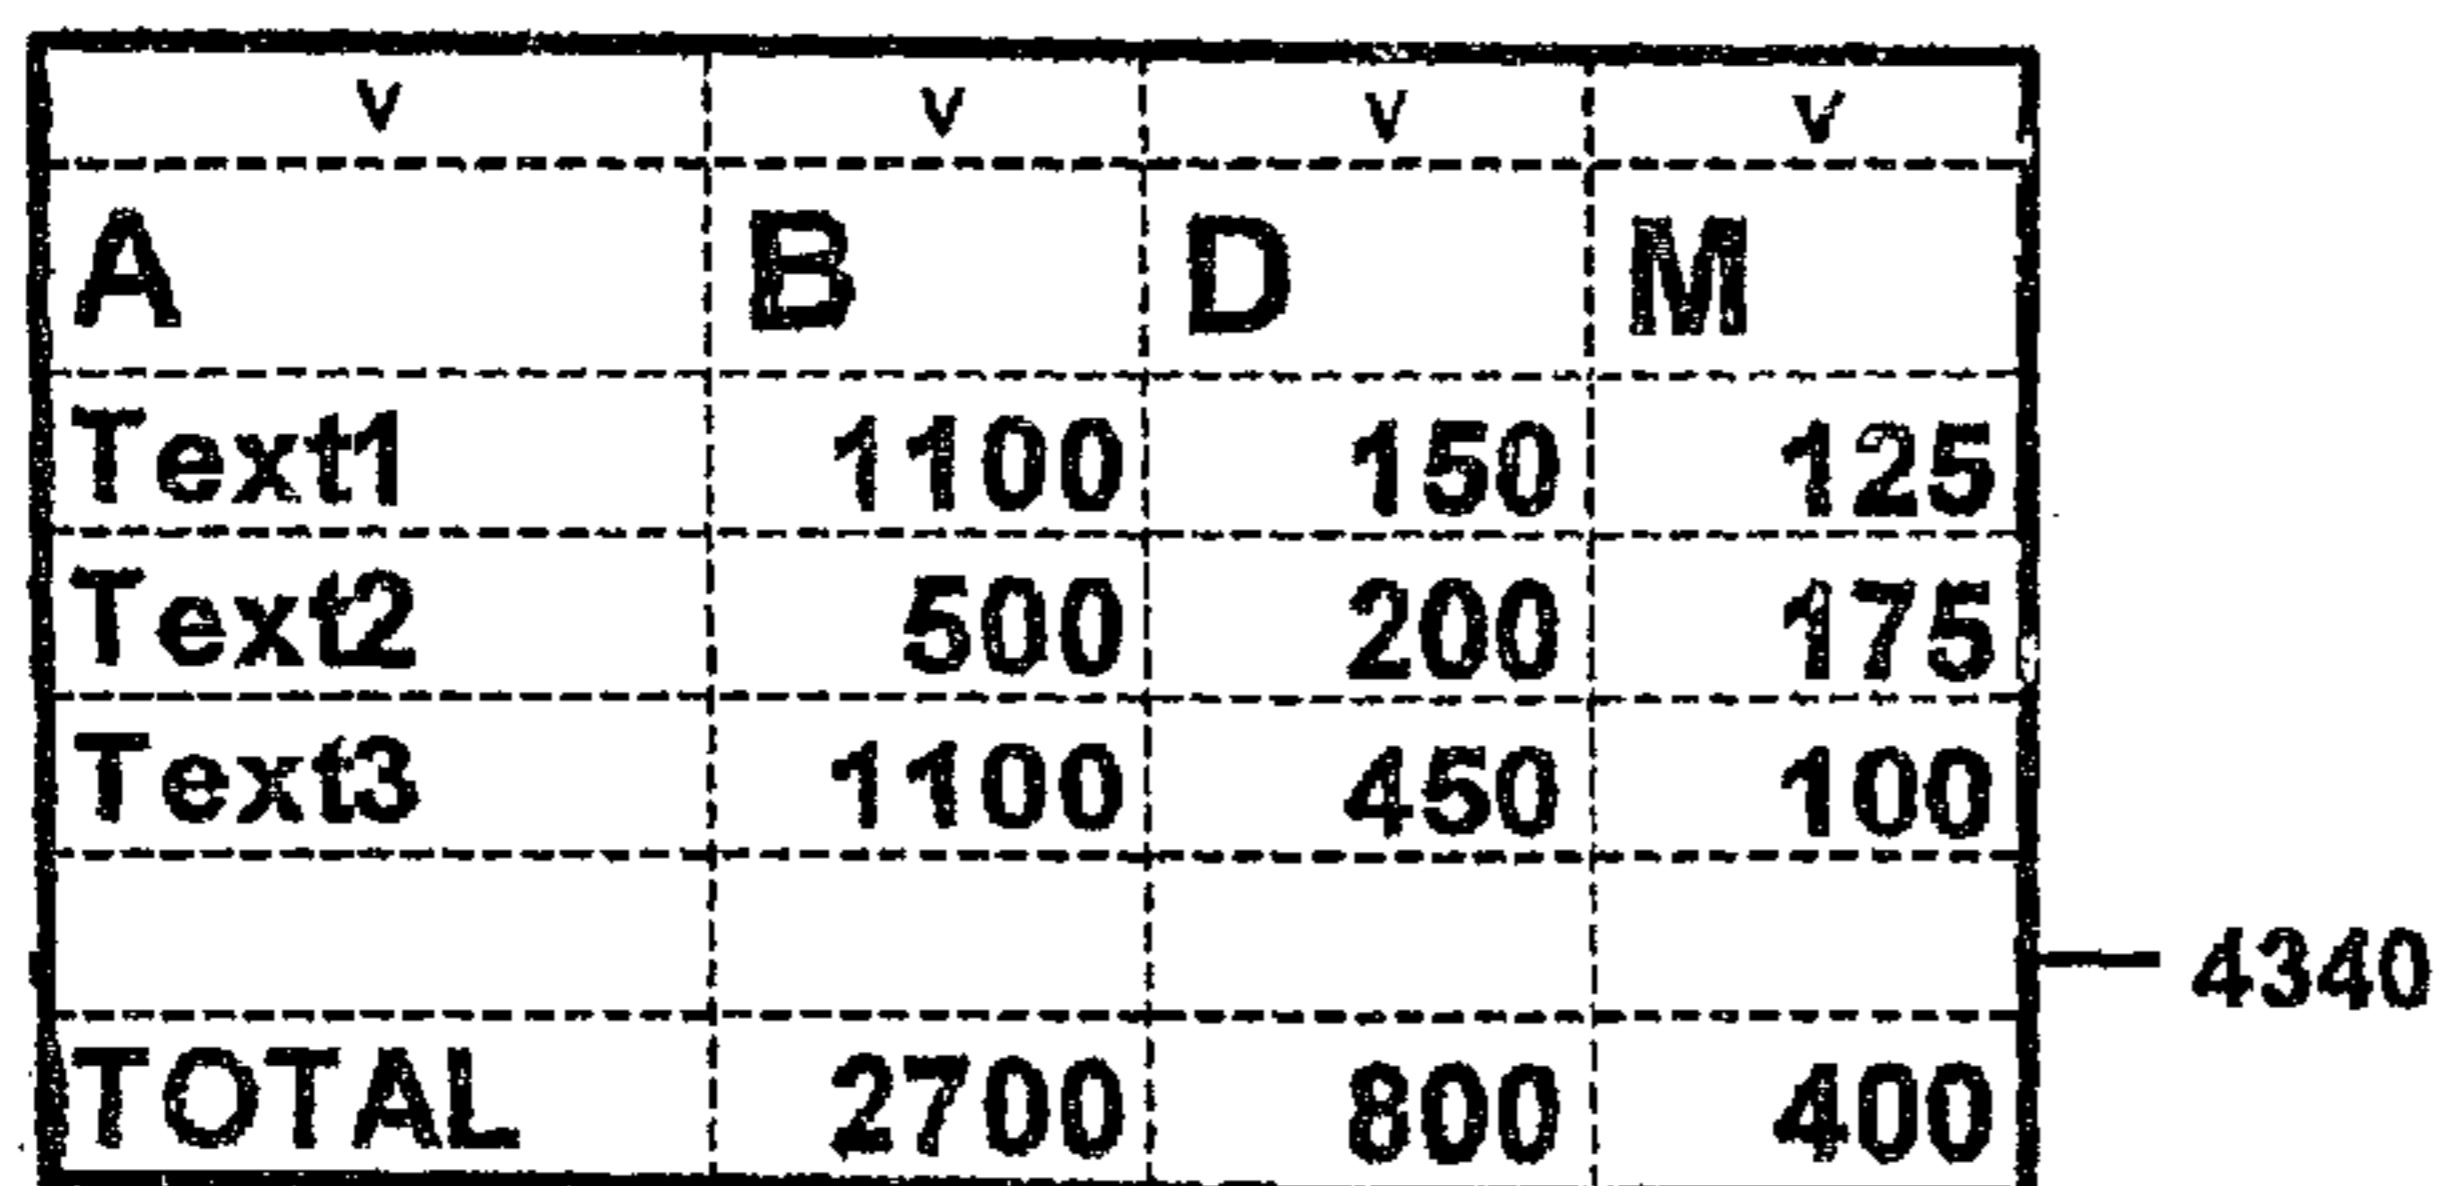 v v v v
A B D M
Text1 1100 150 125
Text2 500 200 175
Text3 1100 450 100
4340
TOTAL 2700 800 400